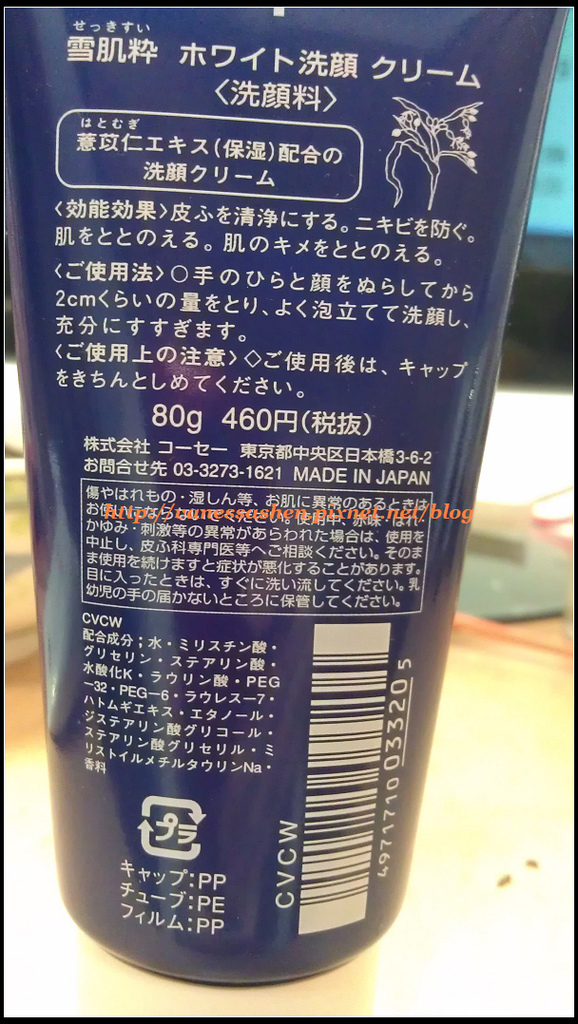 せっきすい
雪肌粋 ホワイト洗顔 クリーム
〈洗顔料〉
はとむぎ
薏苡仁エキス(保湿)配合の
洗顔クリーム
〈効能効果〉皮ふを清浄にする。ニキビを防ぐ。
肌をととのえる。肌のキメをととのえる。
〈ご使用法〉○手のひらと顔をぬらしてから
2cmくらいの量をとり、よく泡立てて洗顔し、
充分にすすぎます。
〈ご使用上の注意〉◇ご使用後は、キャップ
をきちんとしめてください。
80g 460円(税抜)
株式会社 コーセー 東京都中央区日本橋3-6-2
お問合せ先 03-3273-1621 MADE IN JAPAN
傷やはれもの・湿しん等、お肌に異常のあるときは
http://vanessashen.pixnet.net/blog
かゆみ・刺激等の異常があらわれた場合は、使用を
中止し、皮ふ科専門医等へご相談ください。そのま
ま使用を続けますと症状が悪化することがあります。
目に入ったときは、すぐに洗い流してください。乳
幼児の手の届かないところに保管してください。
CVCW
配合成分；水・ミリスチン酸・
グリセリン・ステアリン酸・
水酸化K・ラウリン酸・PEG
－32・PEG－6・ラウレス－7・
ハトムギエキス・エタノール・
ジステアリン酸グリコール・
ステアリン酸グリセリル・ミ
リストイルメチルタウリンNa・
香料
CVCW
4971710 033205
プラ
キャップ:PP
チューブ:PE
フィルム:PP